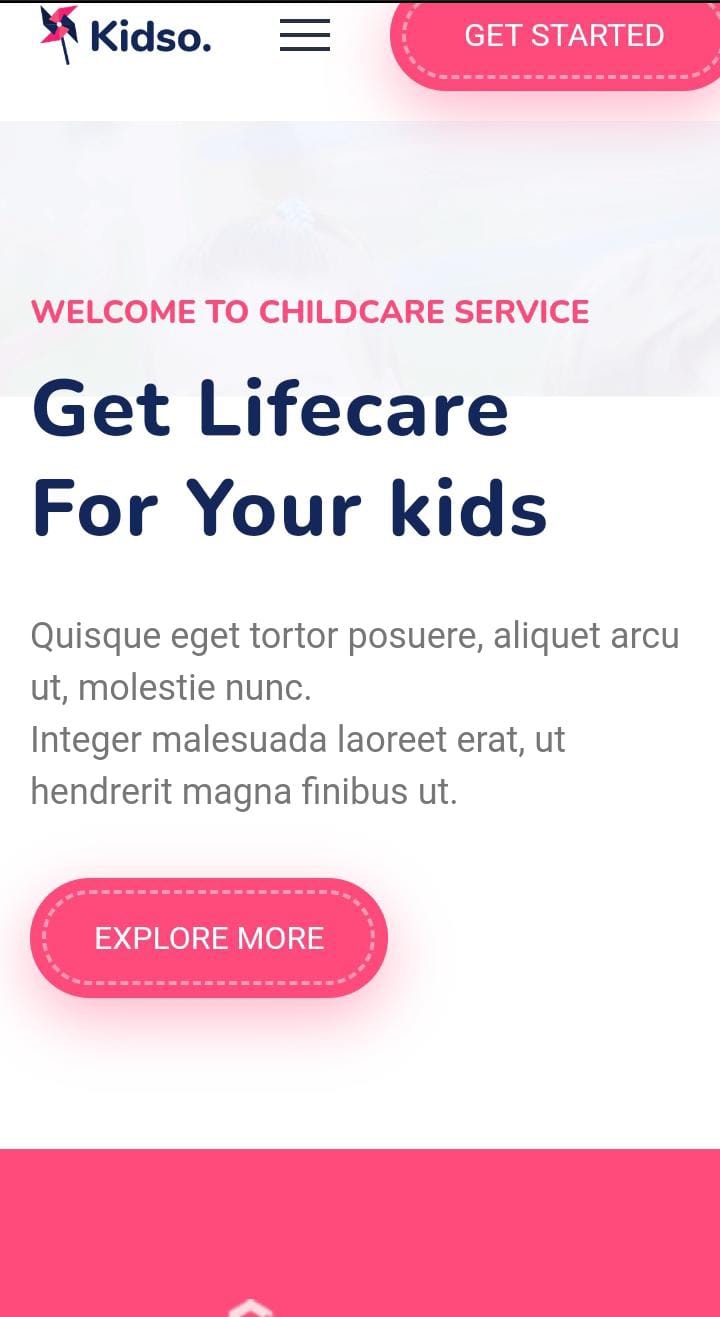 Kidso.
GET STARTED
WELCOME TO CHILDCARE SERVICE
Get Lifecare
For Your kids
Quisque eget tortor posuere, aliquet arcu
ut, molestie nunc.
Integer malesuada laoreet erat, ut
hendrerit magna finibus ut.
EXPLORE MORE